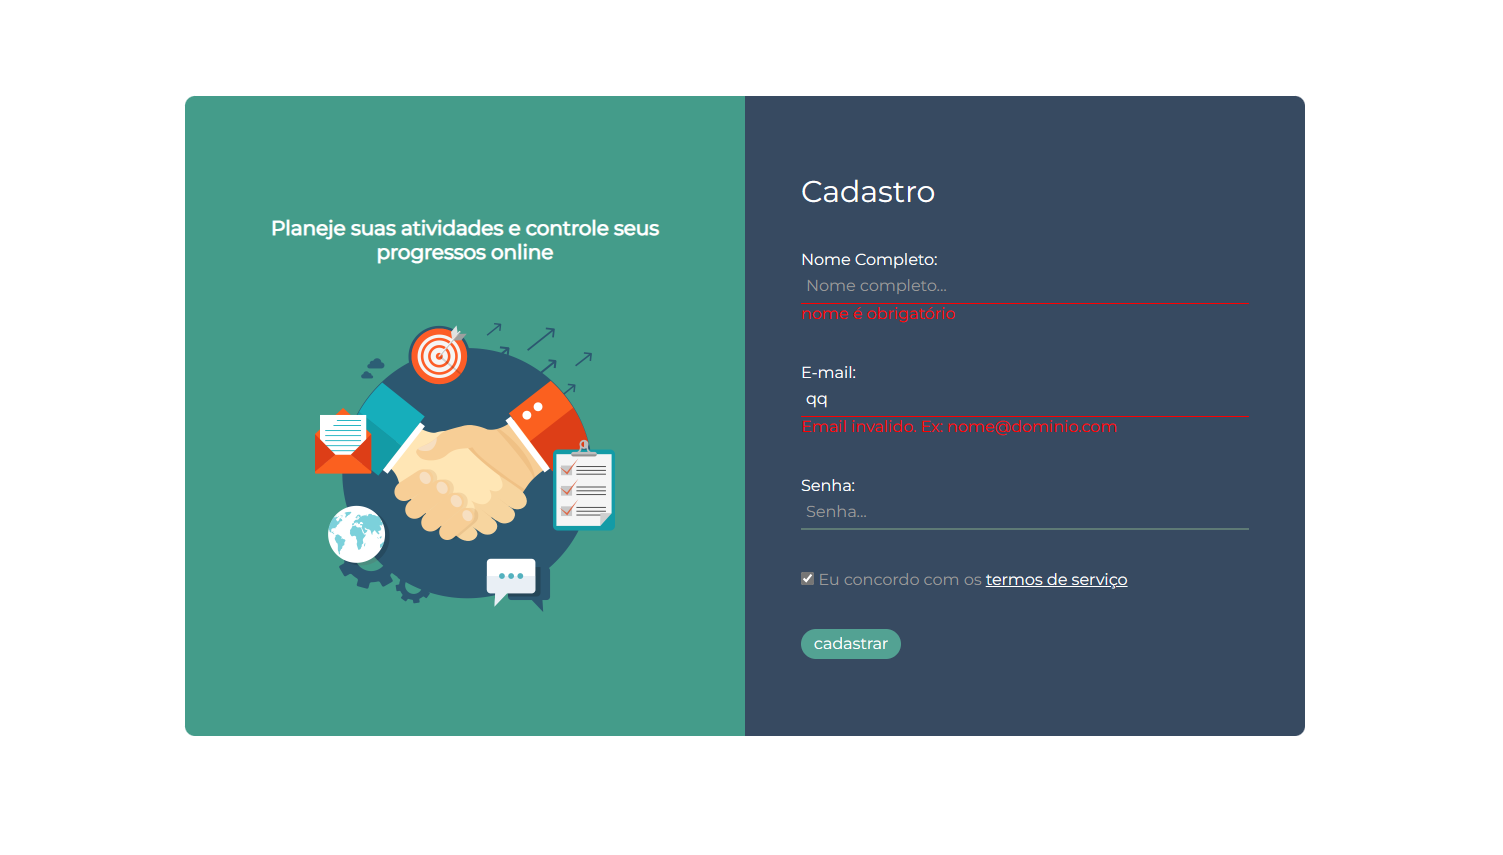 Planeje suas atividades e controle seus
progressos online
Cadastro
Nome Completo:
Nome completo...
nome é obrigatório
E-mail:
qq
Email invalido. Ex: nome@dominio.com
Senha:
Senha...
Eu concordo com os termos de serviço
cadastrar